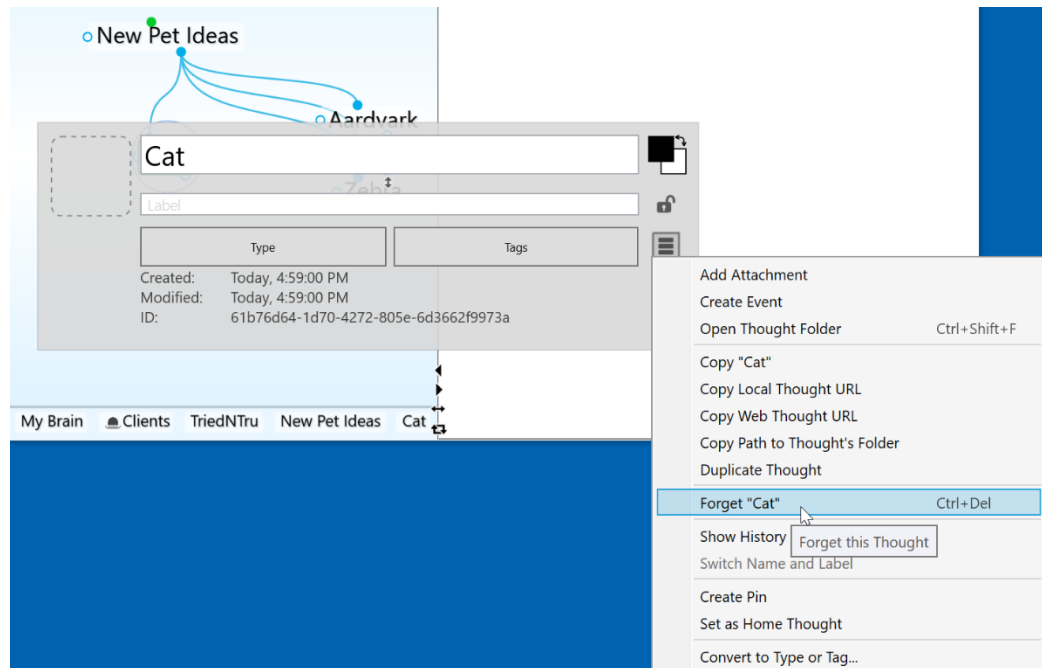 New Pet Ideas
Aardvark
Cat
Zebra
Label
Type Tags
Created: Today, 4:59:00 PM
Modified: Today, 4:59:00 PM
ID: 61b76d64-1d70-4272-805e-6d3662f9973a
My Brain Clients TriedNTru New Pet Ideas Cat
Add Attachment
Create Event
Open Thought Folder Ctrl+Shift+F
Copy "Cat"
Copy Local Thought URL
Copy Web Thought URL
Copy Path to Thought's Folder
Duplicate Thought
Forget "Cat" Ctrl+Del
Show History
Forget this Thought
Switch Name and Label
Create Pin
Set as Home Thought
Convert to Type or Tag...